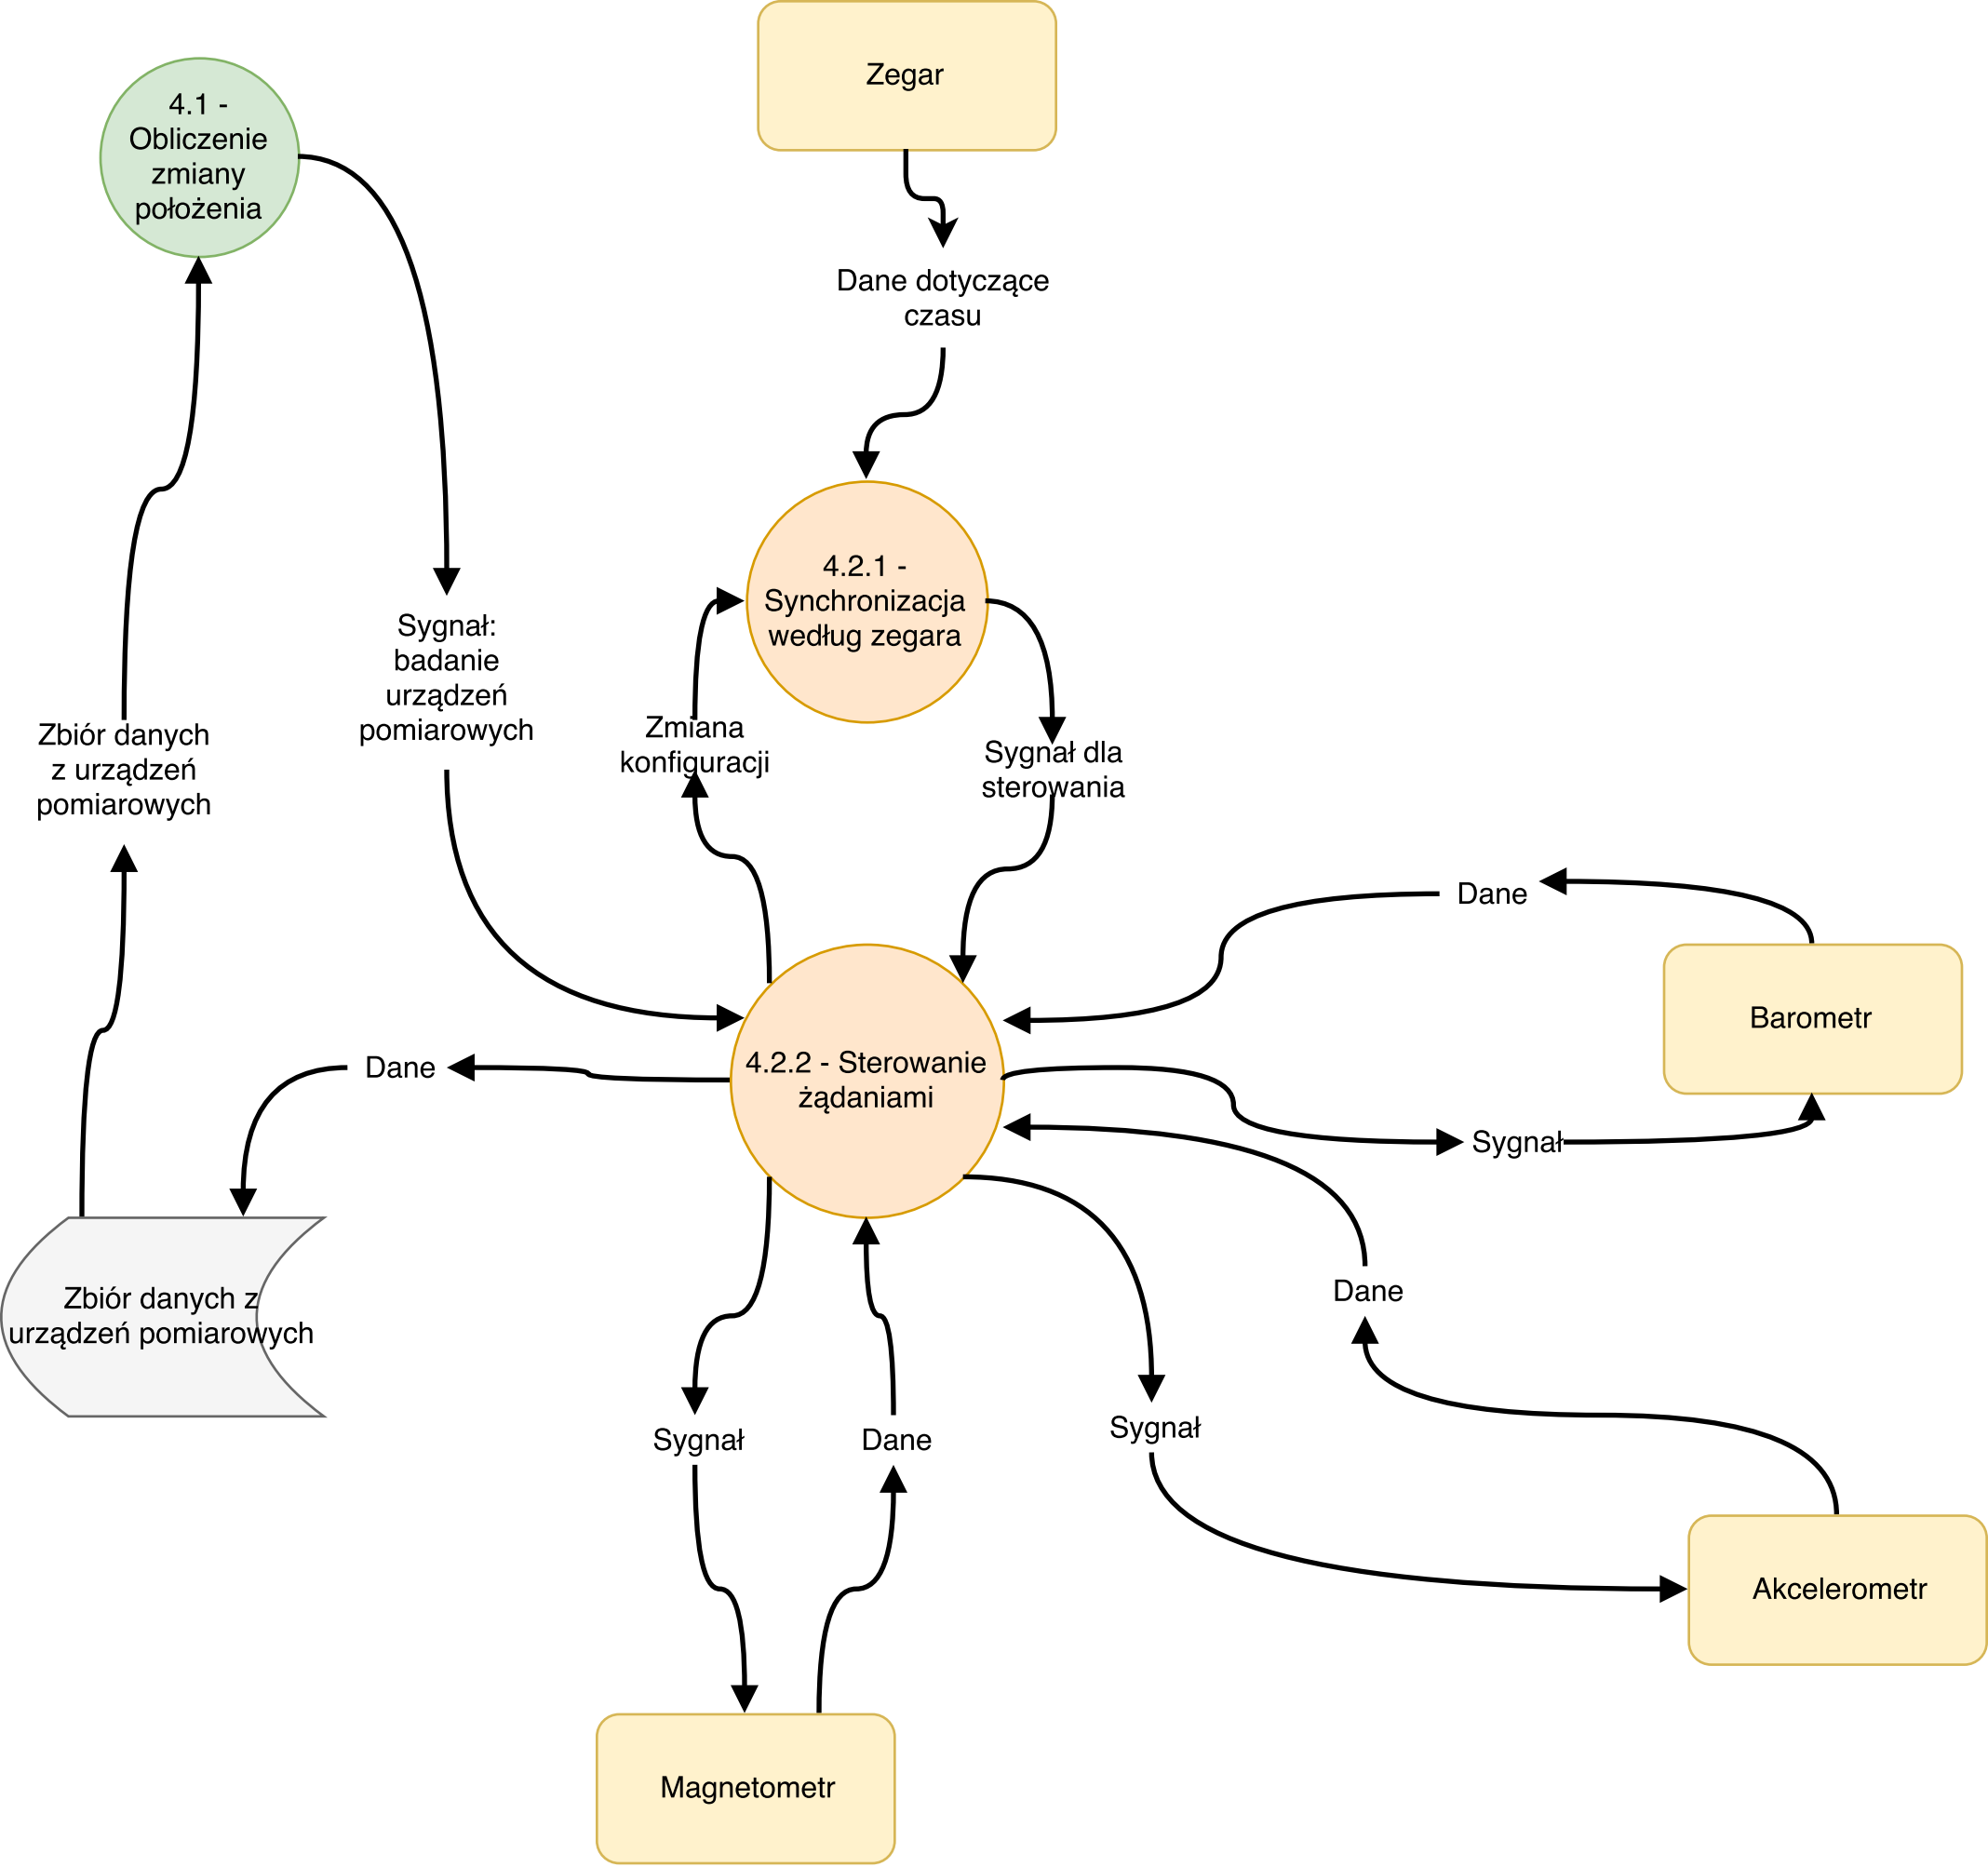 Zegar
4.1 -
Obliczenie
zmiany
położenia
Dane dotyczące
czasu
4.2.1 -
Synchronizacja
według zegara
Sygnał:
badanie
urządzeń
pomiarowych
Zbiór danych
z urządzeń
pomiarowych
Zmiana
konfiguracji
Sygnał dla
sterowania
Dane
Barometr
4.2.2 - Sterowanie
żądaniami
Dane
Sygnał
Dane
Zbiór danych z
urządzeń pomiarowych
Sygnał
Dane
Sygnał
Akcelerometr
Magnetometr